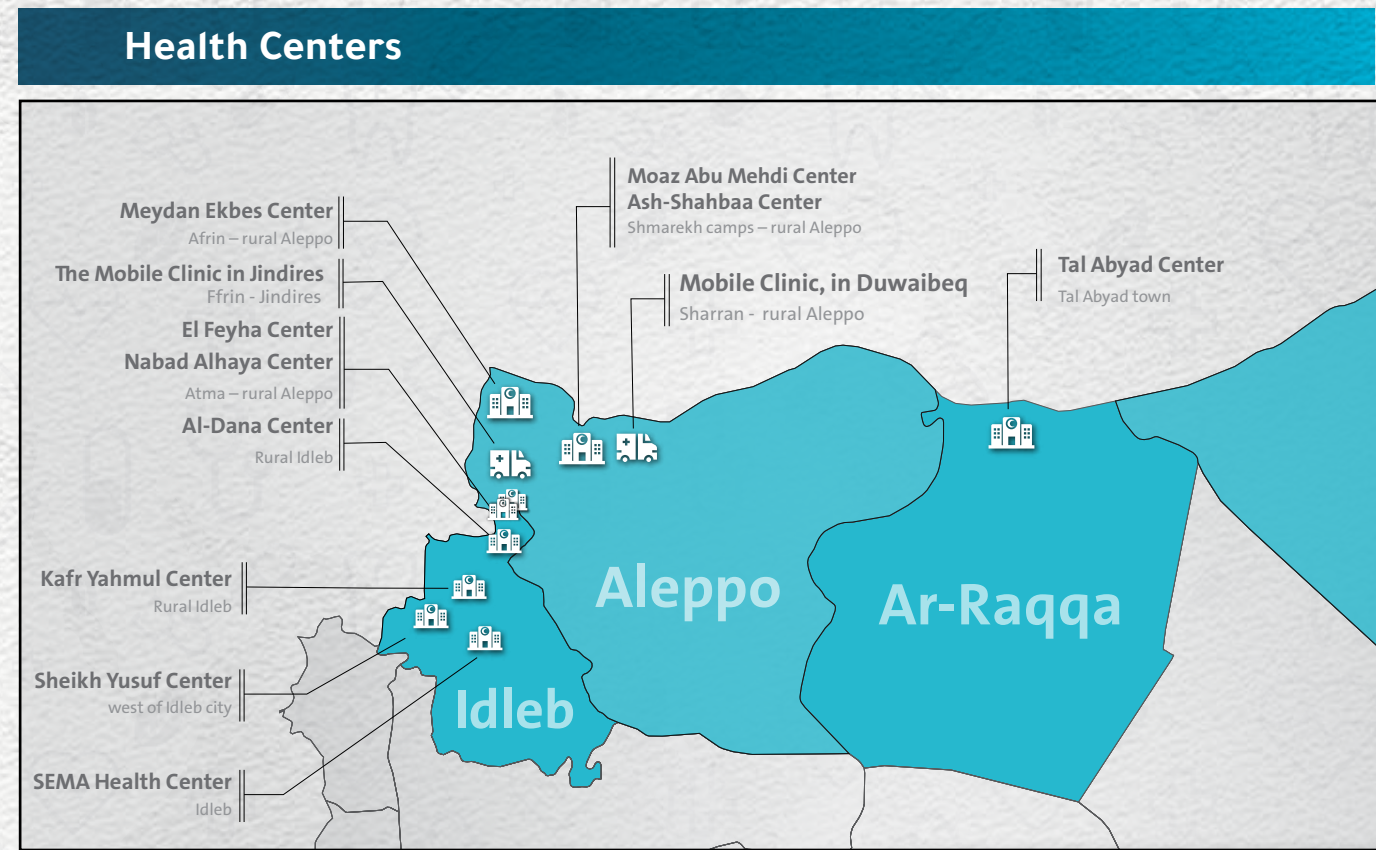 Health Centers
Meydan Ekbes Center
Afrin – rural Aleppo
The Mobile Clinic in Jindires
Ffrin - Jindires
El Feyha Center
Nabad Alhaya Center
Atma – rural Aleppo
Al-Dana Center
Rural Idleb
Kafr Yahmul Center
Rural Idleb
Sheikh Yusuf Center
west of Idleb city
SEMA Health Center
Idleb
Moaz Abu Mehdi Center
Ash-Shahbaa Center
Shmarekh camps – rural Aleppo
Mobile Clinic, in Duwaibeq
Sharran - rural Aleppo
Tal Abyad Center
Tal Abyad town
Aleppo
Ar-Raqqa
Idleb